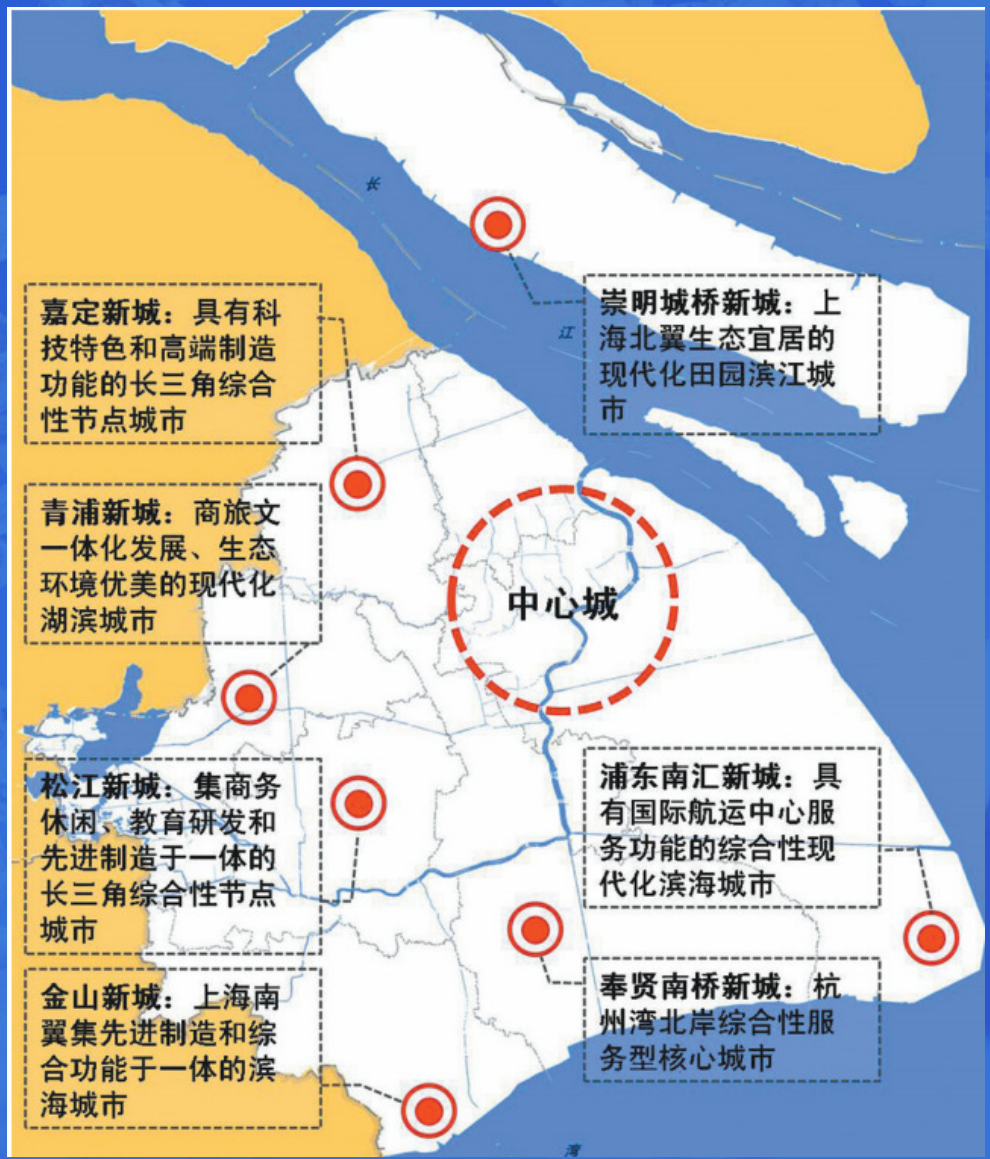 长
江
嘉定新城：具有科
技特色和高端制造
功能的长三角综合
性节点城市
崇明城桥新城：上
海北翼生态宜居的
现代化田园滨江城
市
青浦新城：商旅文
一体化发展、生态
环境优美的现代化
湖滨城市
中心城
松江新城：集商务
休闲、教育研发和
先进制造于一体的
长三角综合性节点
城市
浦东南汇新城：具
有国际航运中心服
务功能的综合性现
代化滨海城市
金山新城：上海南
翼集先进制造和综
合功能于一体的滨
海城市
奉贤南桥新城：杭
州湾北岸综合性服
务型核心城市
湾